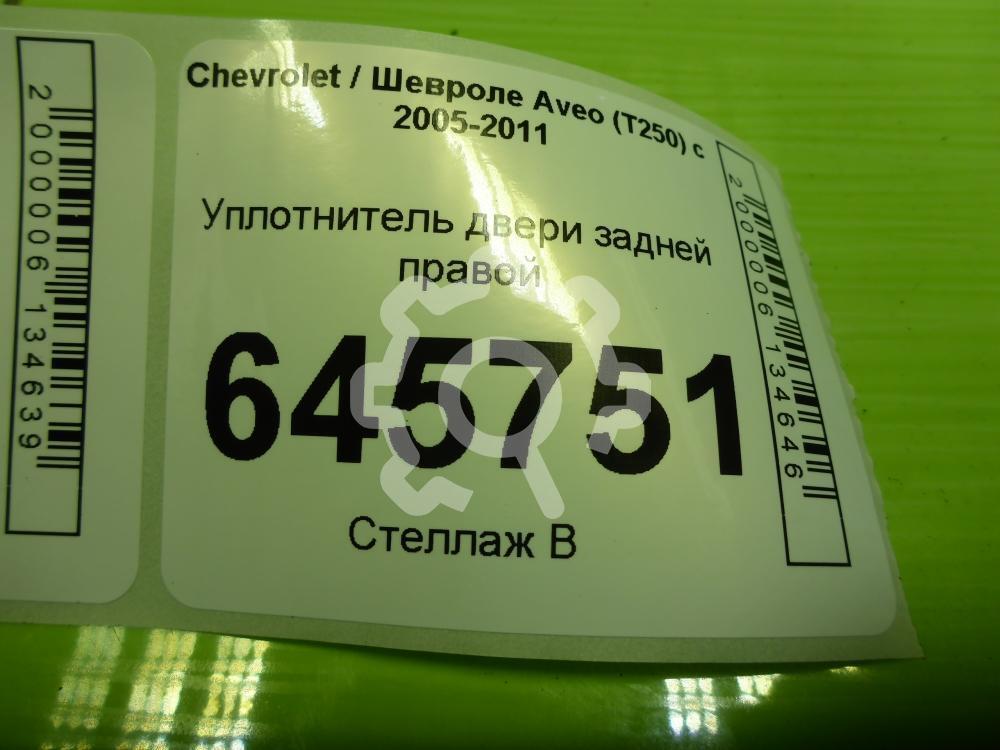 2000006134639
Chevrolet / Шевроле Aveo (T250) с
2005-2011
Уплотнитель двери задней
правой
645751
Стеллаж В
2000006134646